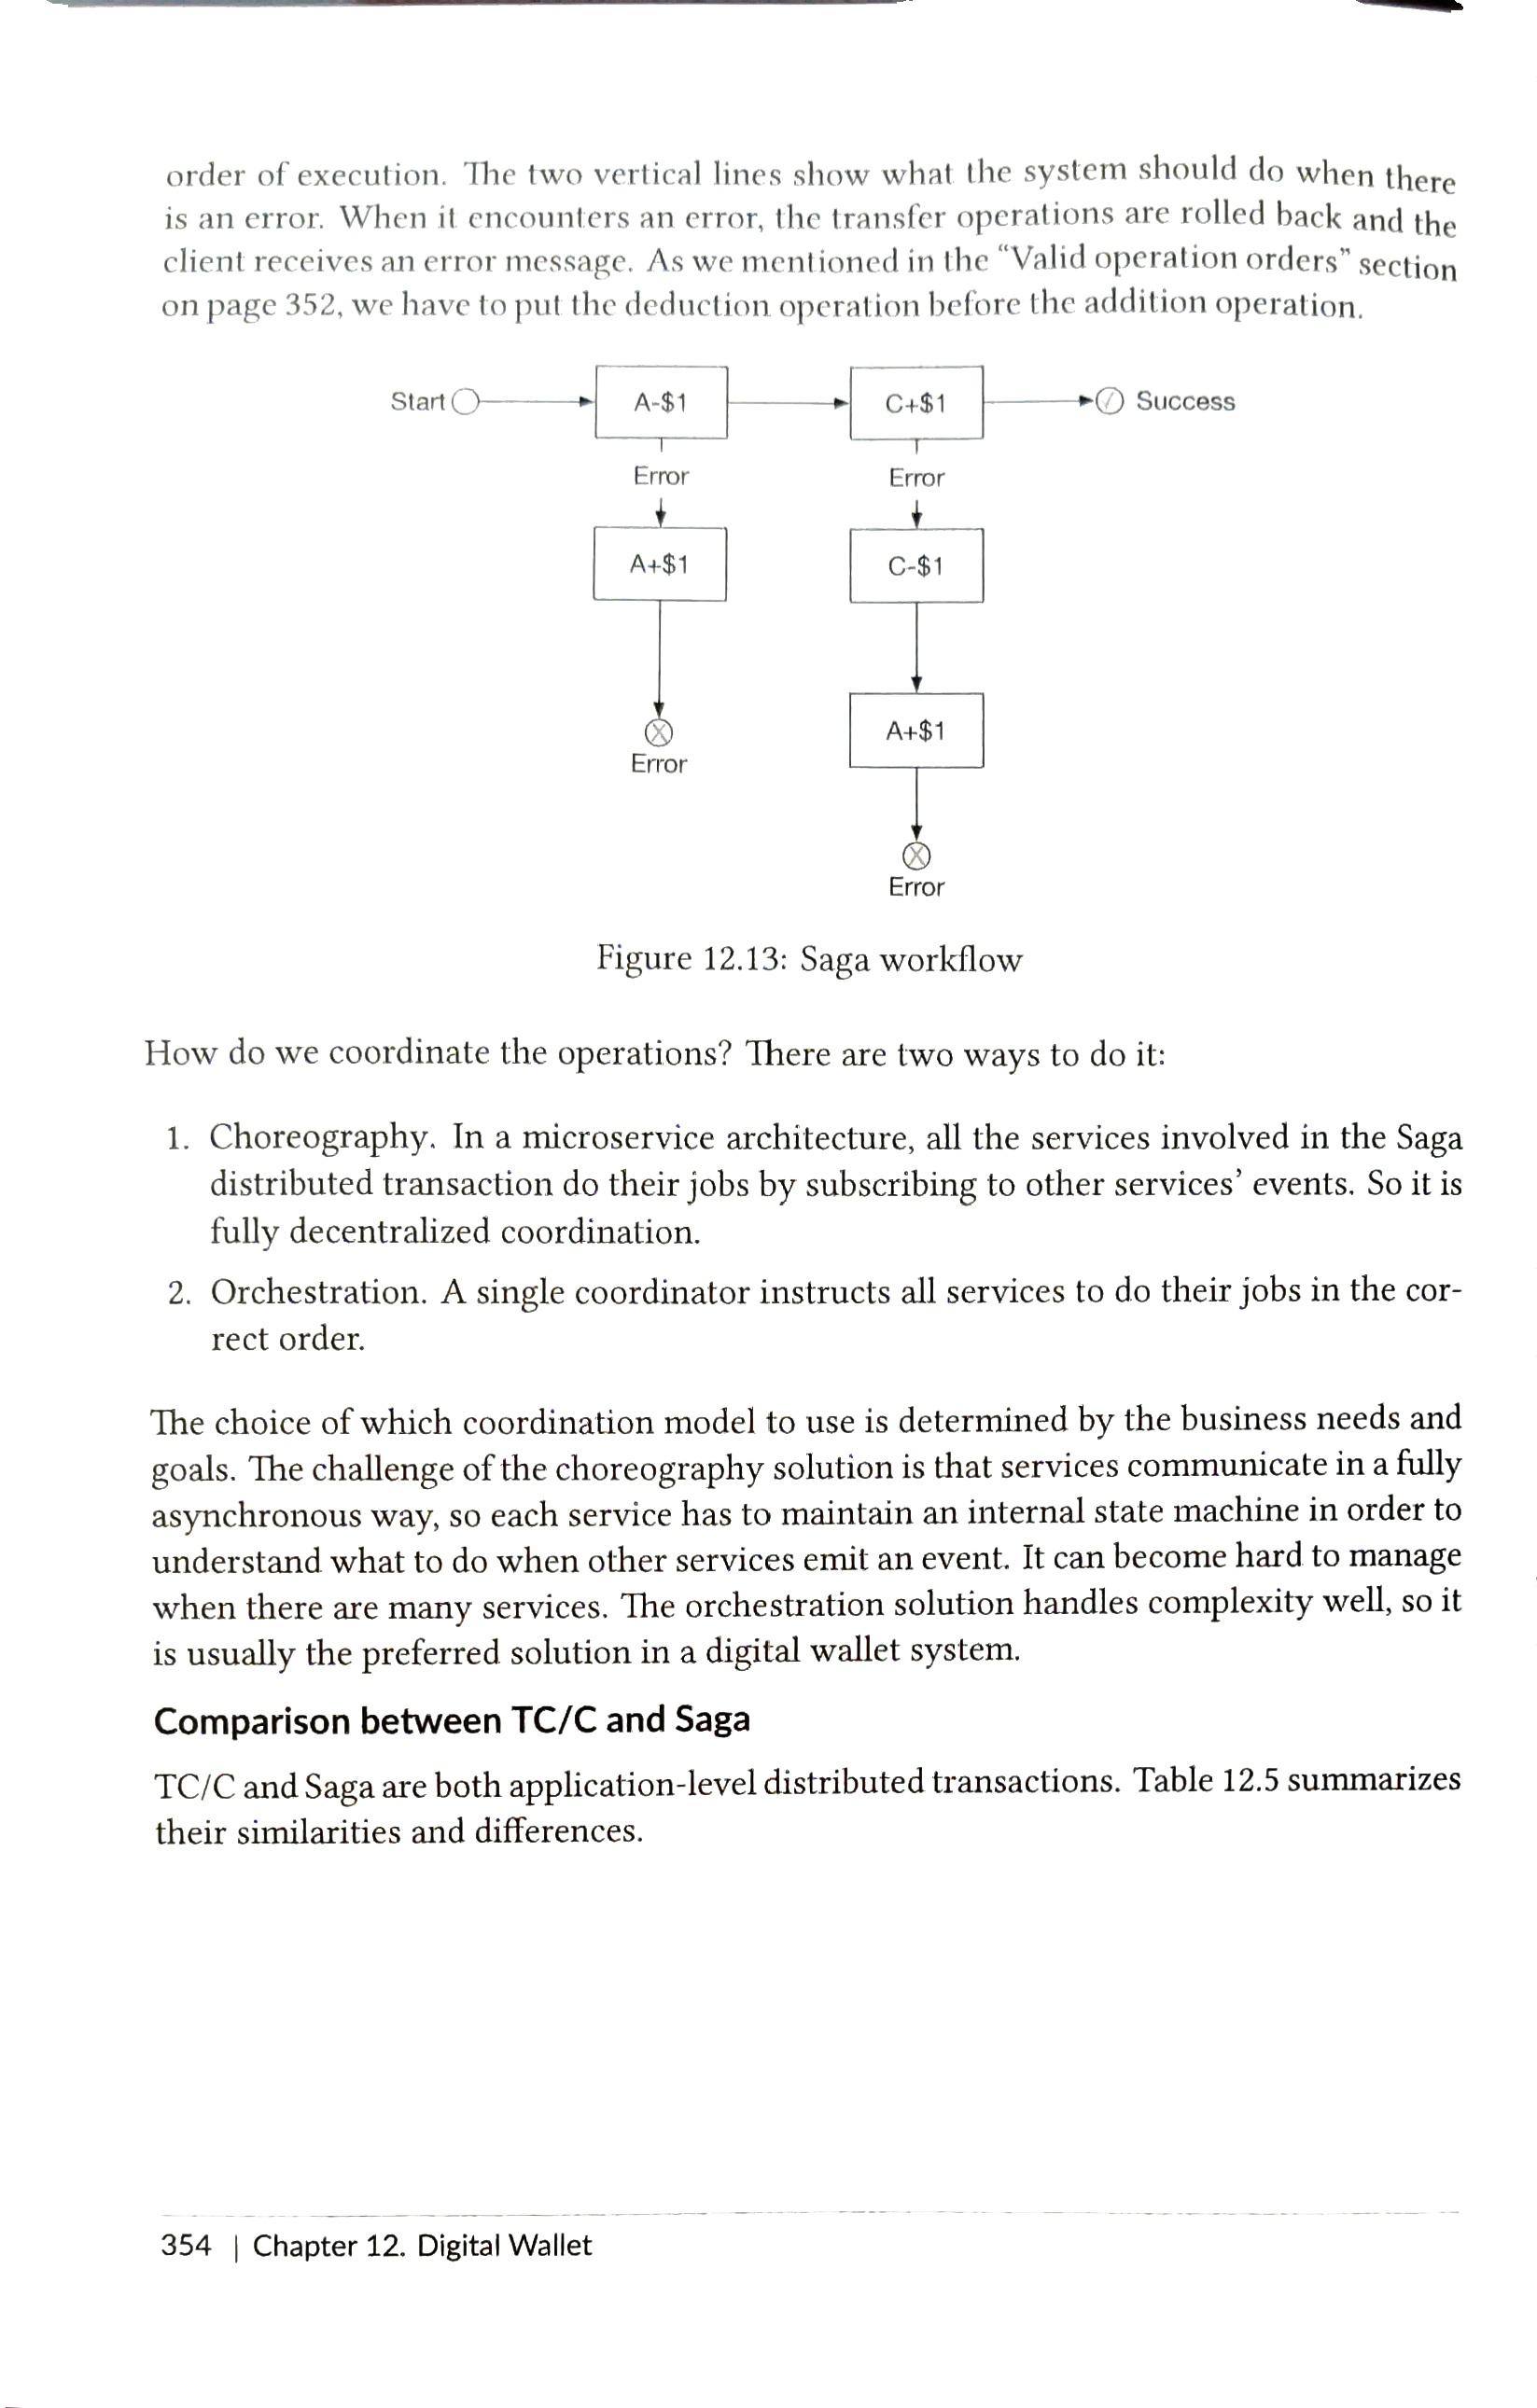 order of execution. The two vertical lines show what the system should do when there
is an error. When it encounters an error, the transfer operations are rolled back and the
client receives an error message. As we mentioned in the “Valid operation orders” section
on page 352, we have to put the deduction operation before the addition operation.
Start A-$1 C+$1 Success
Error Error
A+$1 C-$1
A+$1
Error
Error
Figure 12.13: Saga workflow
How do we coordinate the operations? There are two ways to do it:
1. Choreography. In a microservice architecture, all the services involved in the Saga
distributed transaction do their jobs by subscribing to other services’ events. So it is
fully decentralized coordination.
2. Orchestration. A single coordinator instructs all services to do their jobs in the cor-
rect order.
The choice of which coordination model to use is determined by the business needs and
goals. The challenge of the choreography solution is that services communicate in a fully
asynchronous way, so each service has to maintain an internal state machine in order to
understand what to do when other services emit an event. It can become hard to manage
when there are many services. The orchestration solution handles complexity well, so it
is usually the preferred solution in a digital wallet system.
Comparison between TC/C and Saga
TC/C and Saga are both application-level distributed transactions. Table 12.5 summarizes
their similarities and differences.
354 | Chapter 12. Digital Wallet